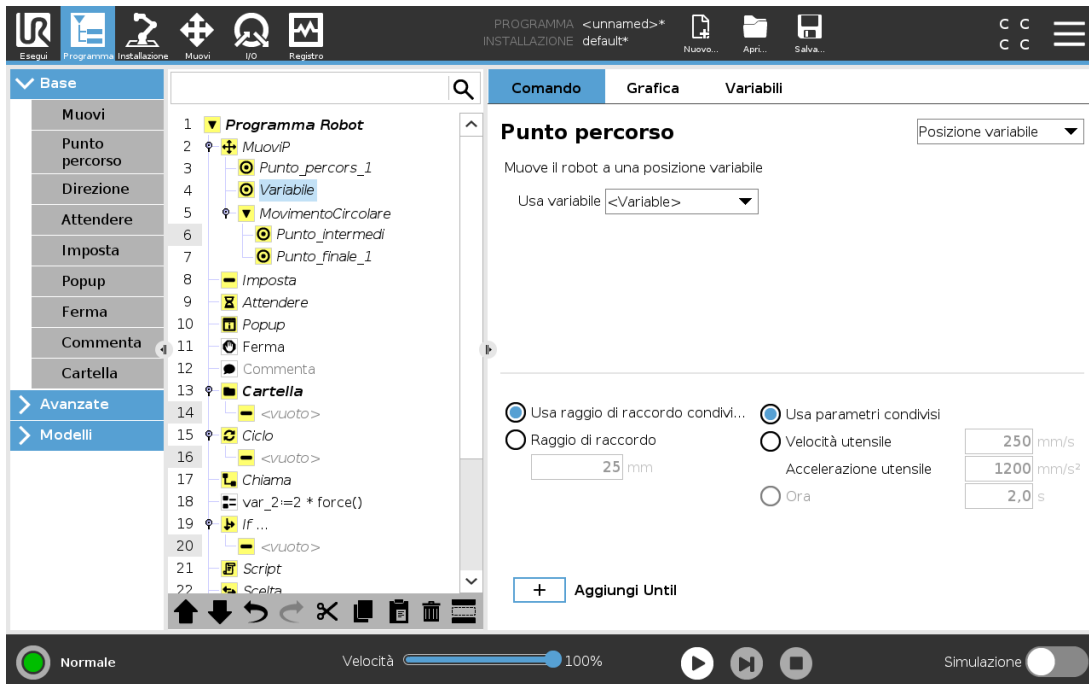 PROGRAMMA <unnamed>*
INSTALLAZIONE default*
Esegui
Programma
Installazione
Muovi
I/O
Registro
Nuovo...
Apri...
Salva...
C C
C C
Base
Muovi
Punto
percorso
Direzione
Attendere
Imposta
Popup
Ferma
Commenta
Cartella
Avanzate
Modelli
1 Programma Robot
2 MuoviP
3 Punto_percors_1
4 Variabile
5 MovimentoCircolare
6 Punto_intermedi
7 Punto_finale_1
8 Imposta
9 Attendere
10 Popup
11 Ferma
12 Commenta
13 Cartella
14 <vuoto>
15 Ciclo
16 <vuoto>
17 Chiama
18 var_2:=2 * force()
19 If ...
20 <vuoto>
21 Script
22 Scelta
Comando Grafica Variabili
Punto percorso
Posizione variabile
Muove il robot a una posizione variabile
Usa variabile <Variable>
Usa raggio di raccordo condivi...
Raggio di raccordo
25 mm
Usa parametri condivisi
Velocità utensile 250 mm/s
Accelerazione utensile 1200 mm/s²
Ora 2,0 s
+ Aggiungi Until
Normale
Velocità 100%
Simulazione